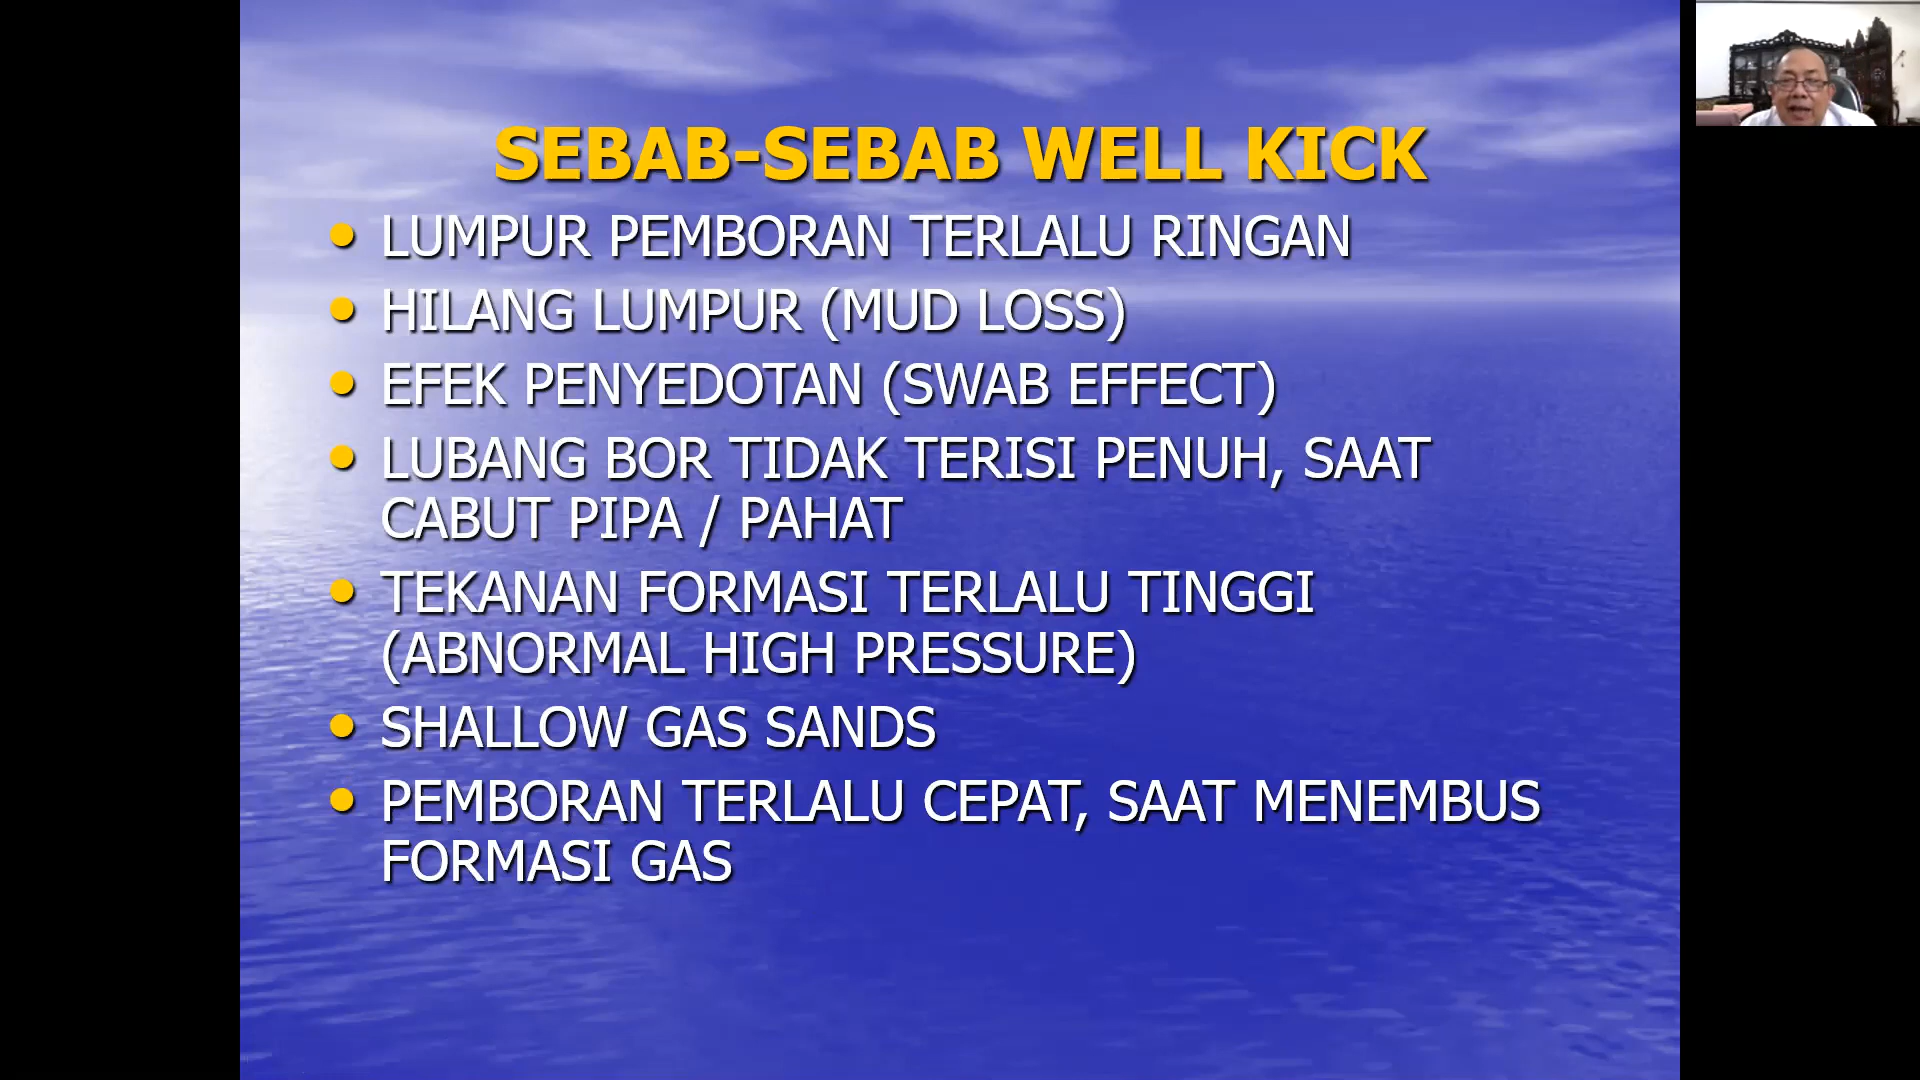 SEBAB-SEBAB WELL KICK
• LUMPUR PEMBORAN TERLALU RINGAN
• HILANG LUMPUR (MUD LOSS)
• EFEK PENYEDOTAN (SWAB EFFECT)
• LUBANG BOR TIDAK TERISI PENUH, SAAT
CABUT PIPA / PAHAT
• TEKANAN FORMASI TERLALU TINGGI
(ABNORMAL HIGH PRESSURE)
• SHALLOW GAS SANDS
• PEMBORAN TERLALU CEPAT, SAAT MENEMBUS
FORMASI GAS